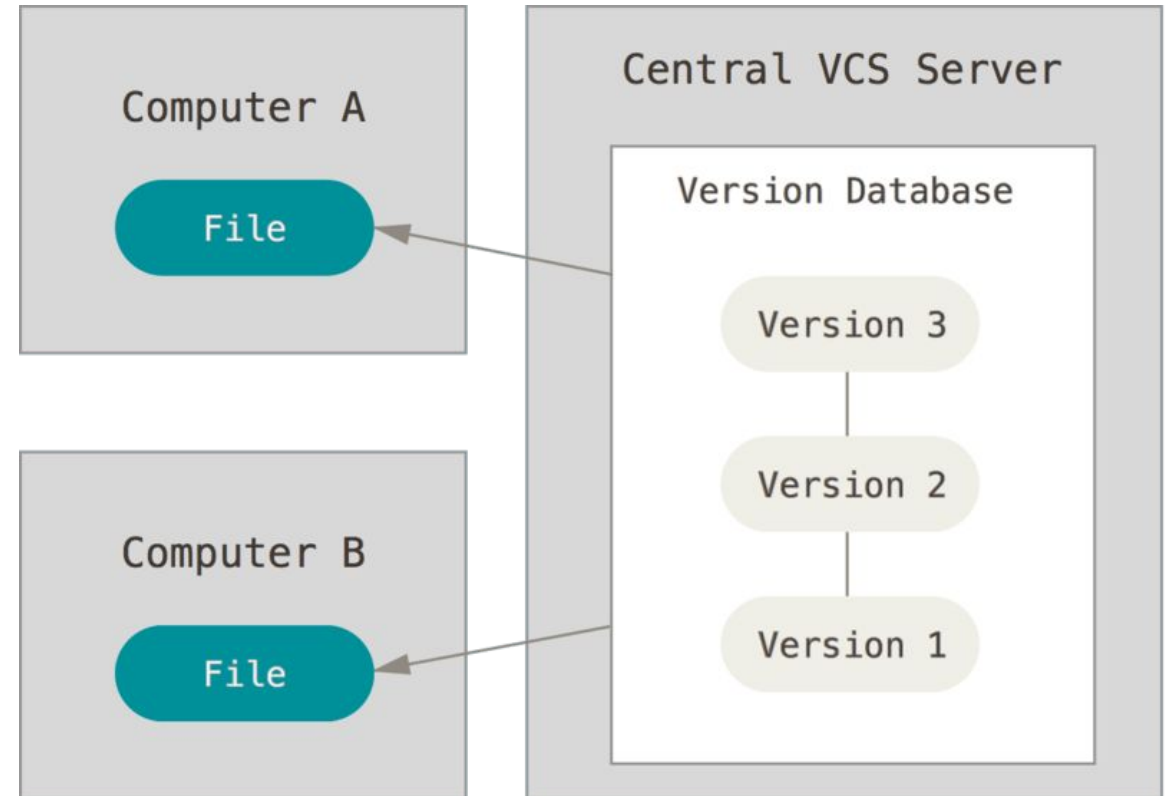 Computer A
File
Computer B
File
Central VCS Server
Version Database
Version 3
Version 2
Version 1